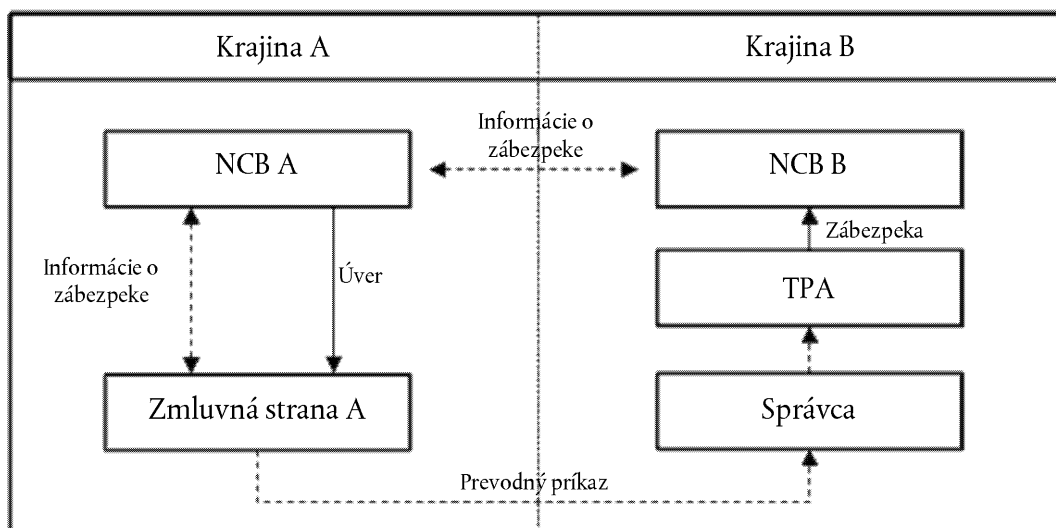 Krajina A
Krajina B
Informácie o
zábezpeke
NCB A
NCB B
Zábezpeka
Informácie o
zábezpeke
Úver
TPA
Zmluvná strana A
Správca
Prevodný príkaz